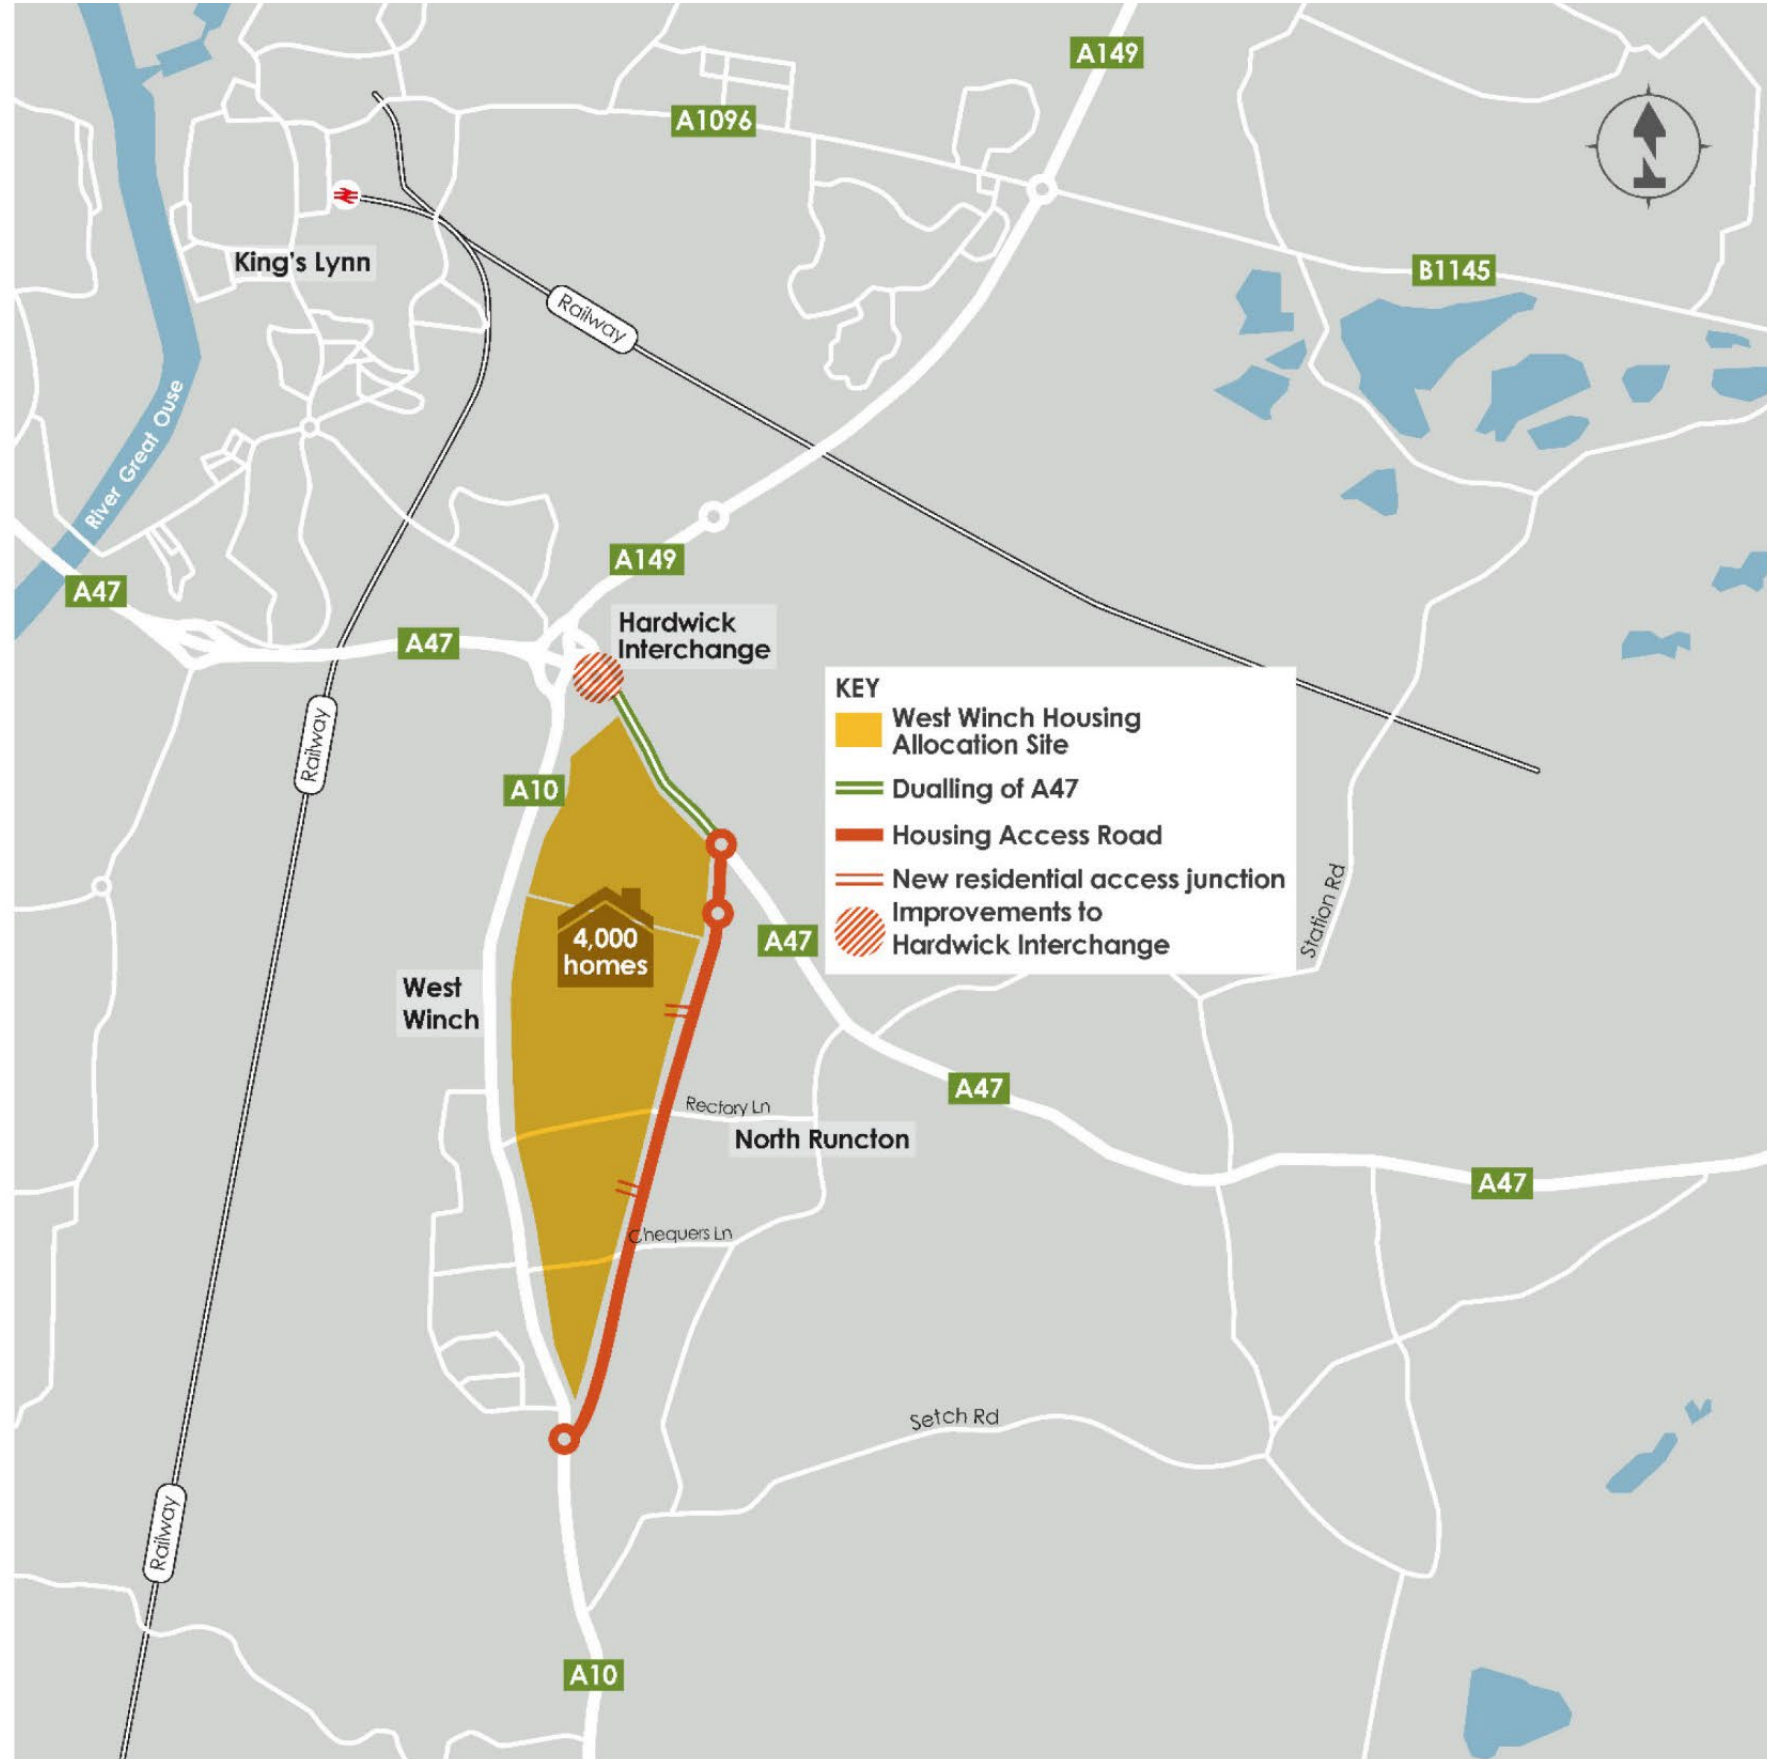 A149
A1096
King's Lynn
B1145
Railway
River Great Ouse
A149
A47
Hardwick
Interchange
A47
KEY
West Winch Housing
Allocation Site
Dualling of A47
Housing Access Road
New residential access junction
Improvements to
Hardwick Interchange
Railway
A10
Station Rd
4,000
homes
A47
West
Winch
A47
Rectory Ln
North Runcton
A47
Chequers Ln
Setch Rd
Railway
A10